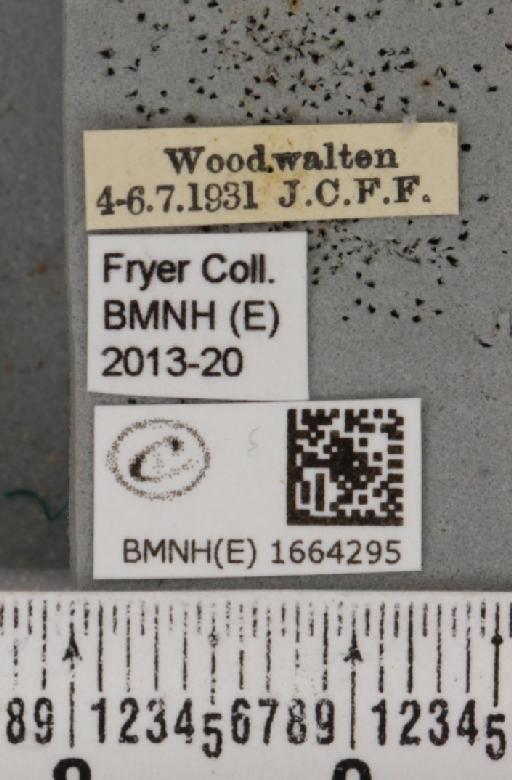 Wood.walten
4-6.7.1931 J.C.F.F.
Fryer Coll.
BMNH (E)
2013-20
C
BMNH(E) 1664295
89 123456789 12345